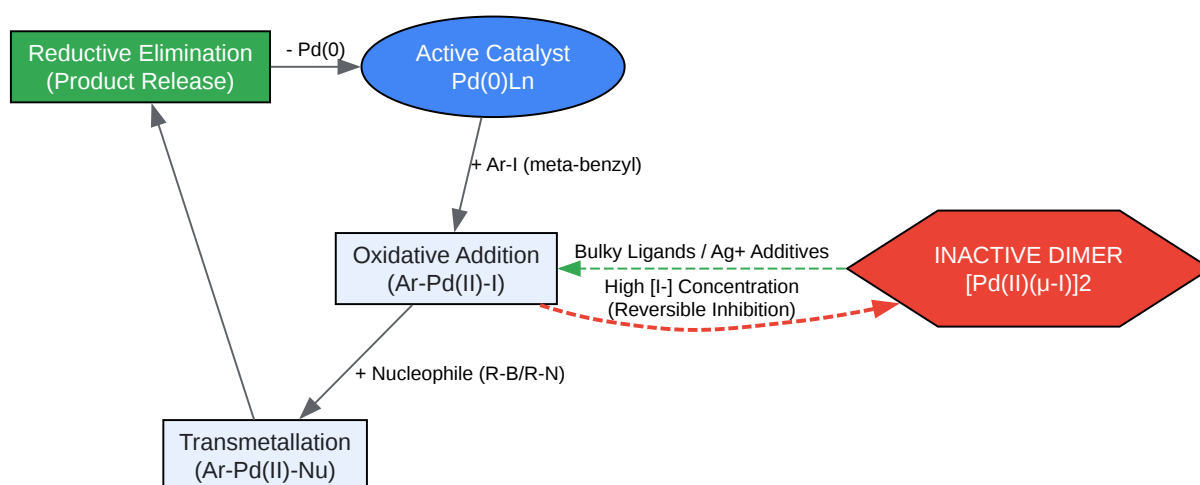 Reductive Elimination
(Product Release)
- Pd(0)
Active Catalyst
Pd(0)Ln
+ Ar-I (meta-benzyl)
Oxidative Addition
(Ar-Pd(II)-I)
Bulky Ligands / Ag+ Additives
High [I-] Concentration
(Reversible Inhibition)
INACTIVE DIMER
[Pd(II)(μ-I)]2
+ Nucleophile (R-B/R-N)
Transmetallation
(Ar-Pd(II)-Nu)